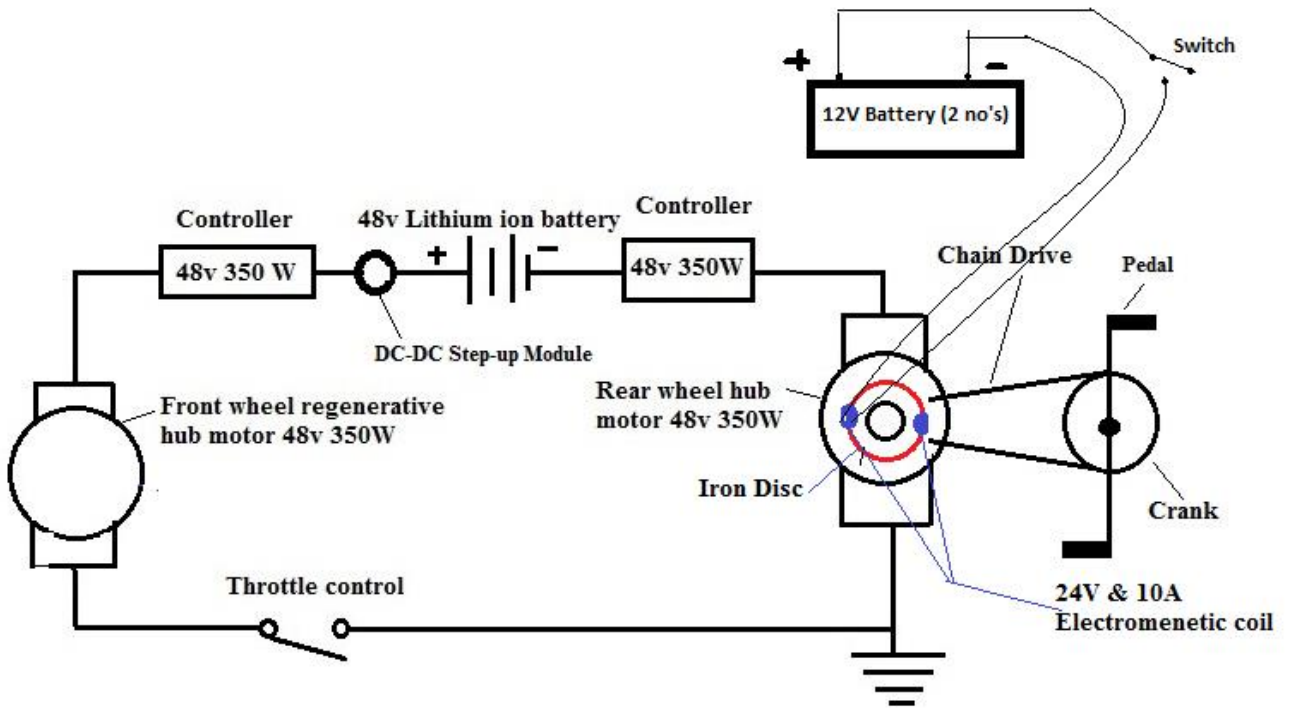 +
-
Switch
12V Battery (2 no's)
Controller
48v Lithium ion battery
Controller
48v 350 W
+
-
48v 350W
Chain Drive
Pedal
DC-DC Step-up Module
Front wheel regenerative
hub motor 48v 350W
Rear wheel hub
motor 48v 350W
Iron Disc
Crank
Throttle control
24V & 10A
Electromenetic coil